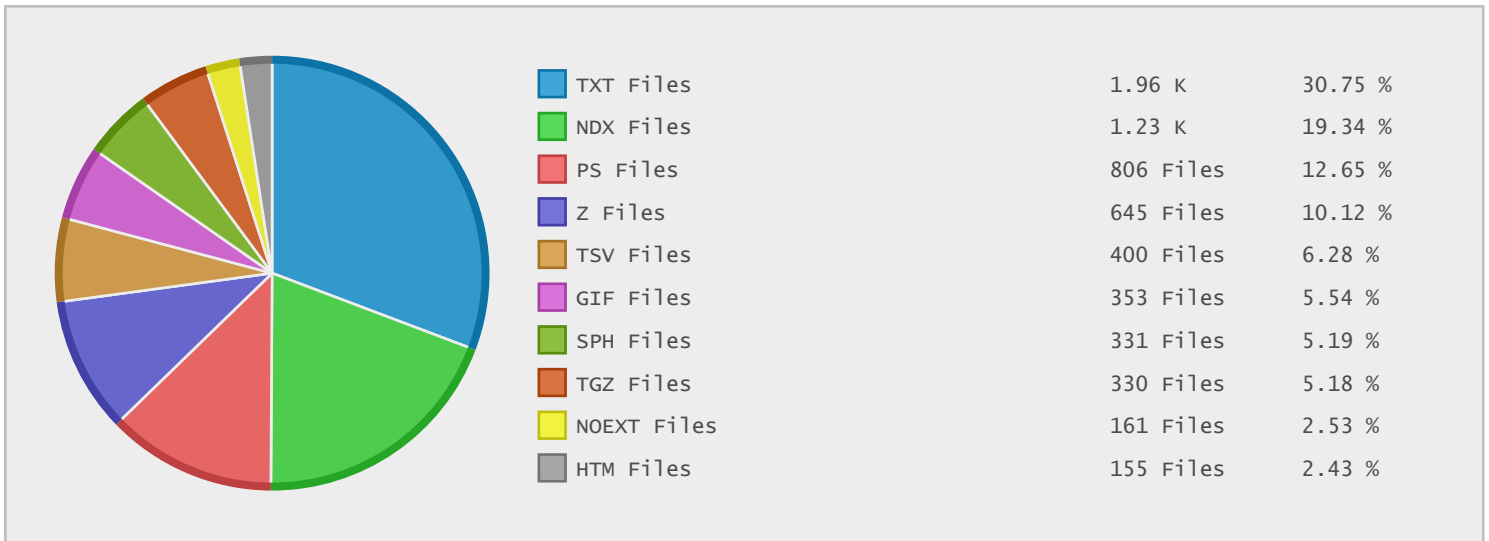 TXT Files 1.96 K 30.75 %
NDX Files 1.23 K 19.34 %
PS Files 806 Files 12.65 %
Z Files 645 Files 10.12 %
TSV Files 400 Files 6.28 %
GIF Files 353 Files 5.54 %
SPH Files 331 Files 5.19 %
TGZ Files 330 Files 5.18 %
NOEXT Files 161 Files 2.53 %
HTM Files 155 Files 2.43 %